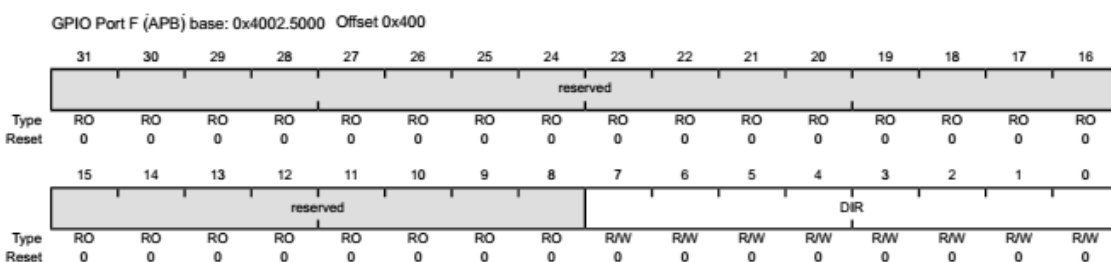 GPIO Port F (APB) base: 0x4002.5000 Offset 0x400
31 30 29 28 27 26 25 24 23 22 21 20 19 18 17 16
reserved
Type RO RO RO RO RO RO RO RO RO RO RO RO RO RO RO RO
Reset 0 0 0 0 0 0 0 0 0 0 0 0 0 0 0 0
15 14 13 12 11 10 9 8 7 6 5 4 3 2 1 0
reserved DIR
Type RO RO RO RO RO RO RO RO R/W R/W R/W R/W R/W R/W R/W R/W
Reset 0 0 0 0 0 0 0 0 0 0 0 0 0 0 0 0